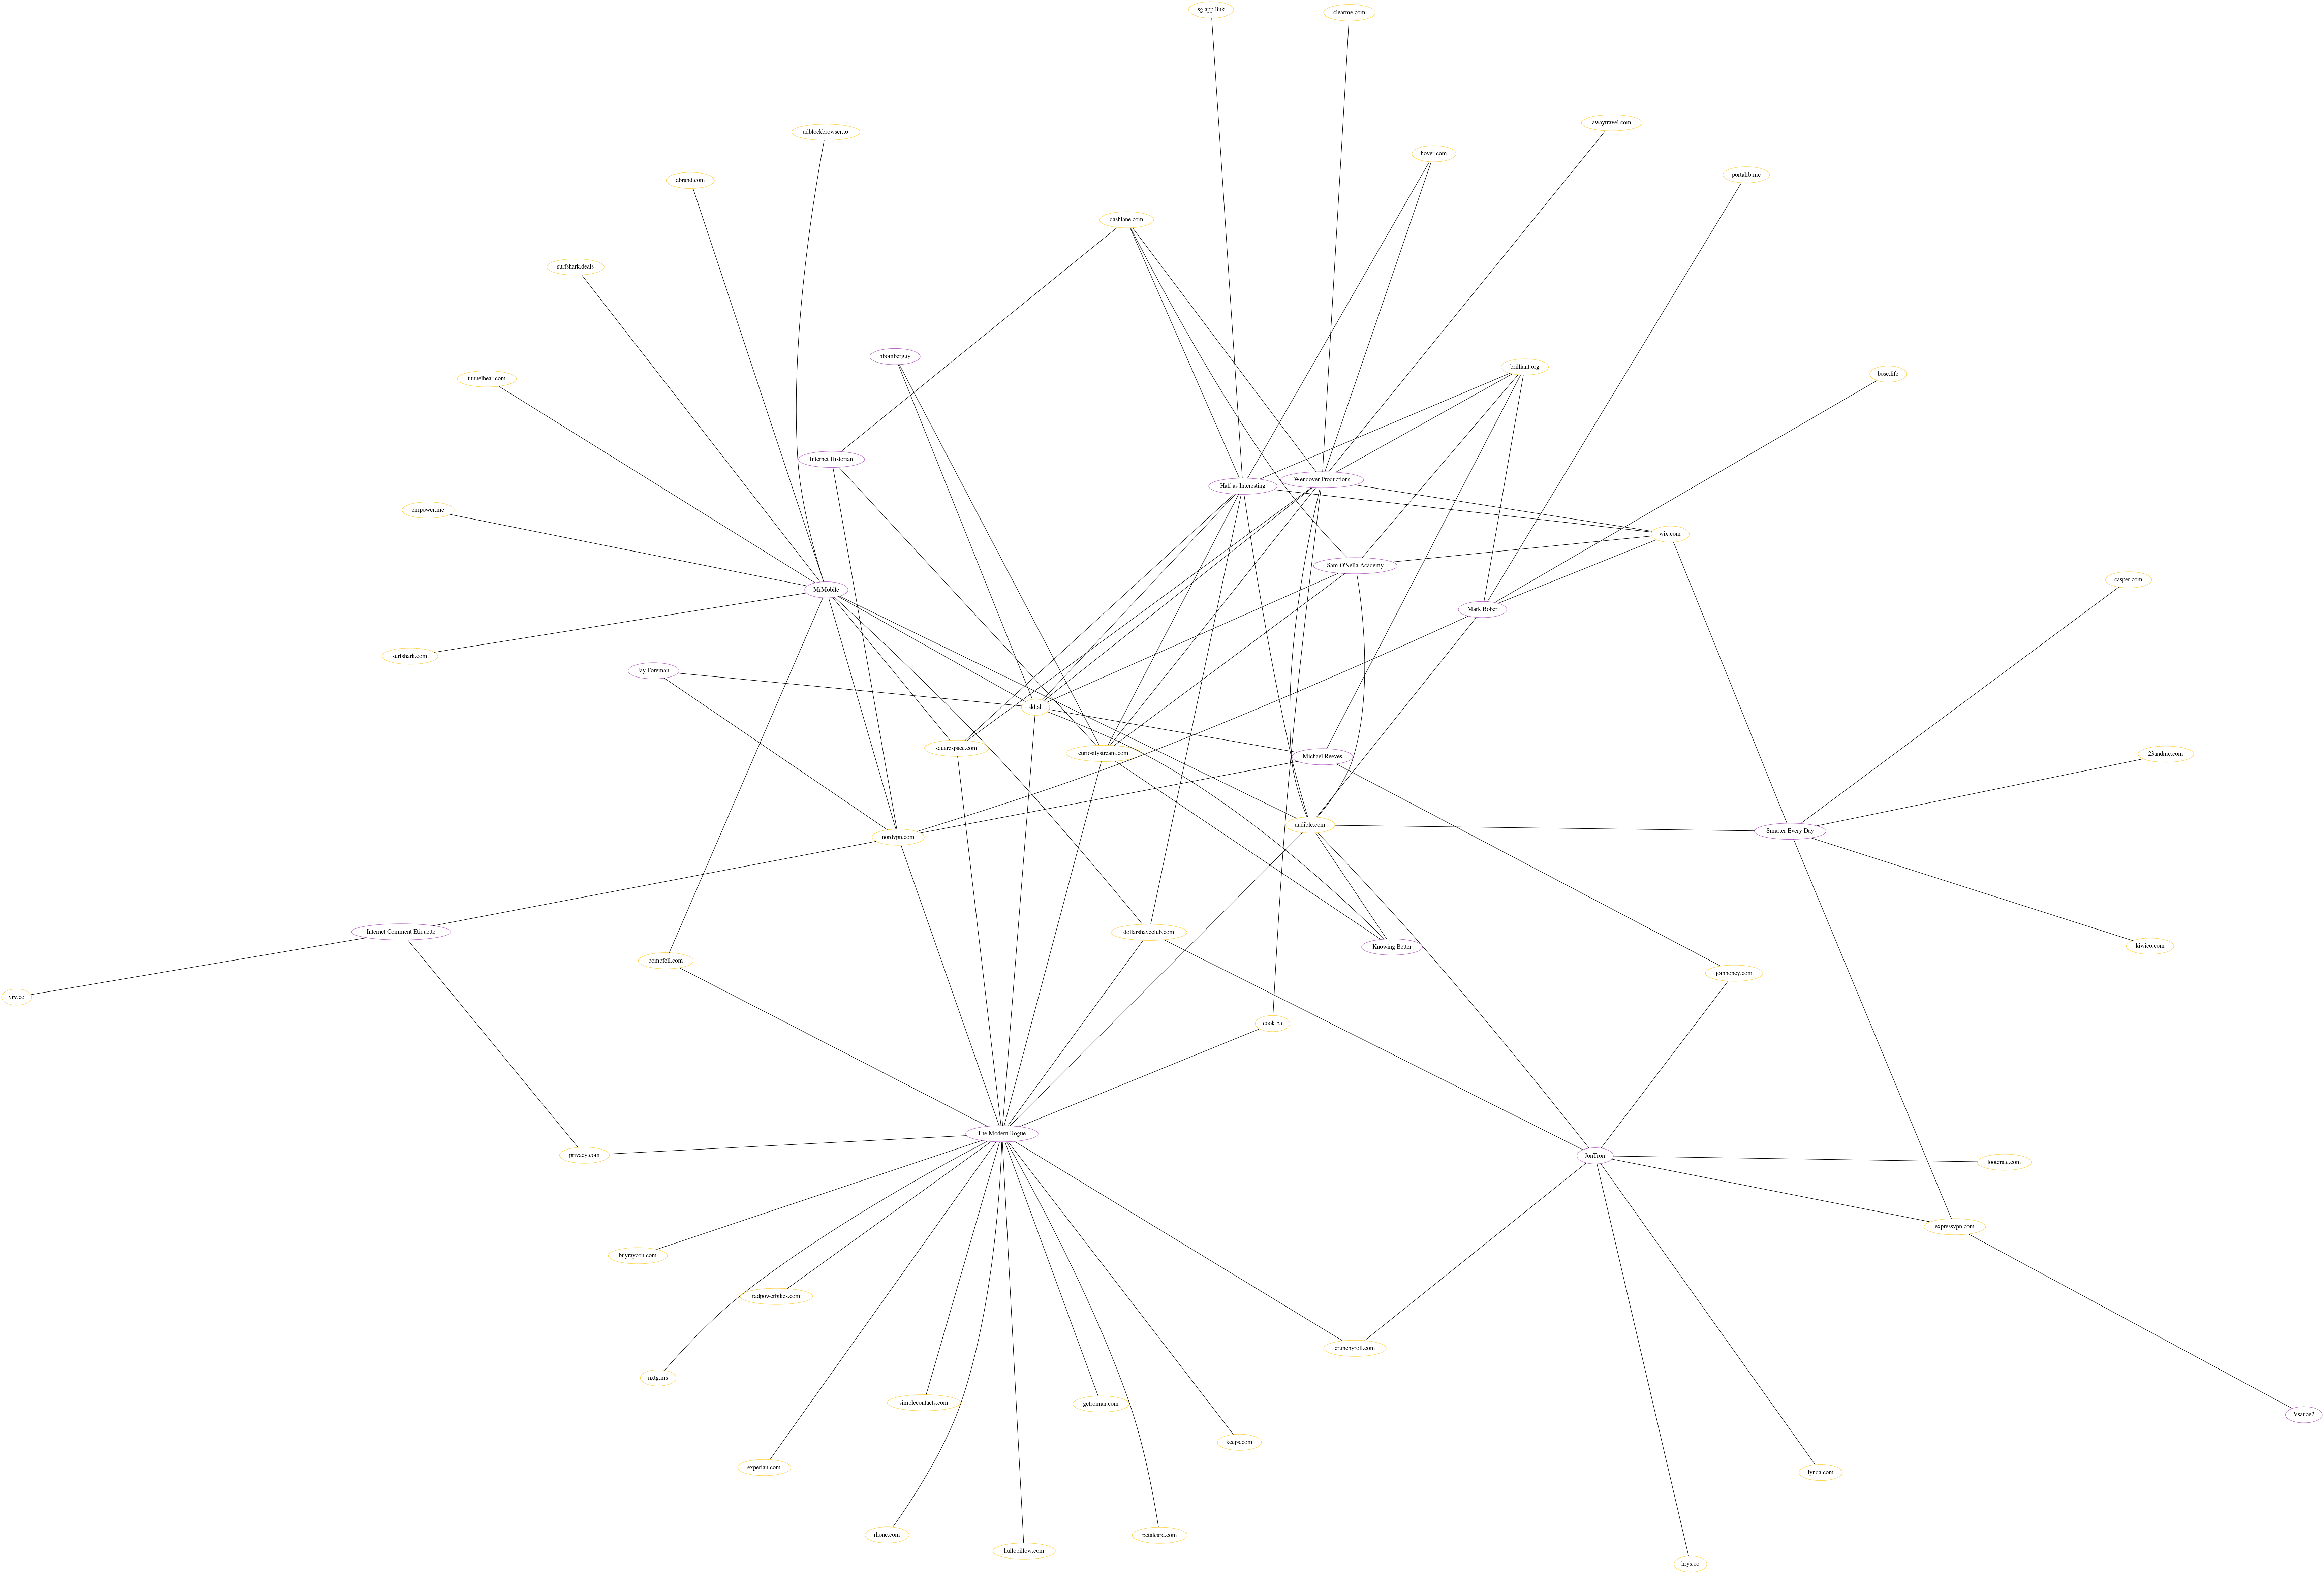 sg.app.link
clearme.com
awaytravel.com
adblockbrowser.to
hover.com
portalfb.me
dbrand.com
dashlane.com
surfshark.deals
hbomberguy
brilliant.org
bose.life
tunnelbear.com
Internet Historian
Wendover Productions
Half as Interesting
empower.me
wix.com
Sam O'Nella Academy
casper.com
MrMobile
Mark Rober
surfshark.com
Jay Foreman
skl.sh
squarespace.com
curiositystream.com
23andme.com
Michael Reeves
audible.com
Smarter Every Day
nordvpn.com
Internet Comment Etiquette
dollarshaveclub.com
kiwico.com
Knowing Better
bombfell.com
joinhoney.com
vrv.co
cook.ba
The Modern Rogue
privacy.com
JonTron
lootcrate.com
expressvpn.com
buyraycon.com
radpowerbikes.com
crunchyroll.com
nxtg.ms
simplecontacts.com
getroman.com
Vsauce2
keeps.com
experian.com
lynda.com
rhone.com
petalcard.com
hullopillow.com
hrys.co